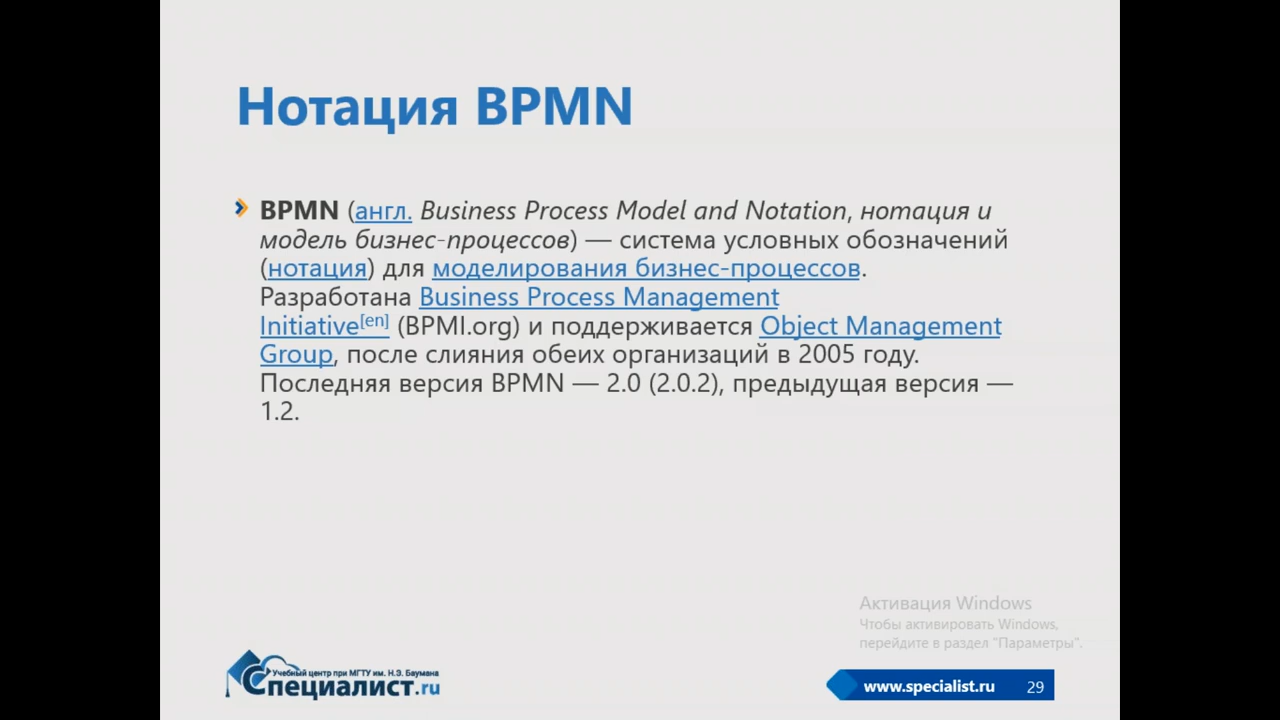 Нотация BPMN
BPMN (англ. Business Process Model and Notation, нотация и
модель бизнес-процессов) — система условных обозначений
(нотация) для моделирования бизнес-процессов.
Разработана Business Process Management
Initiative[en] (BPMI.org) и поддерживается Object Management
Group, после слияния обеих организаций в 2005 году.
Последняя версия BPMN — 2.0 (2.0.2), предыдущая версия —
1.2.
Активация Windows
Чтобы активировать Windows,
перейдите в раздел "Параметры".
Учебный центр при МГТУ им. Н.Э. Баумана
Специалист.ru
www.specialist.ru 29